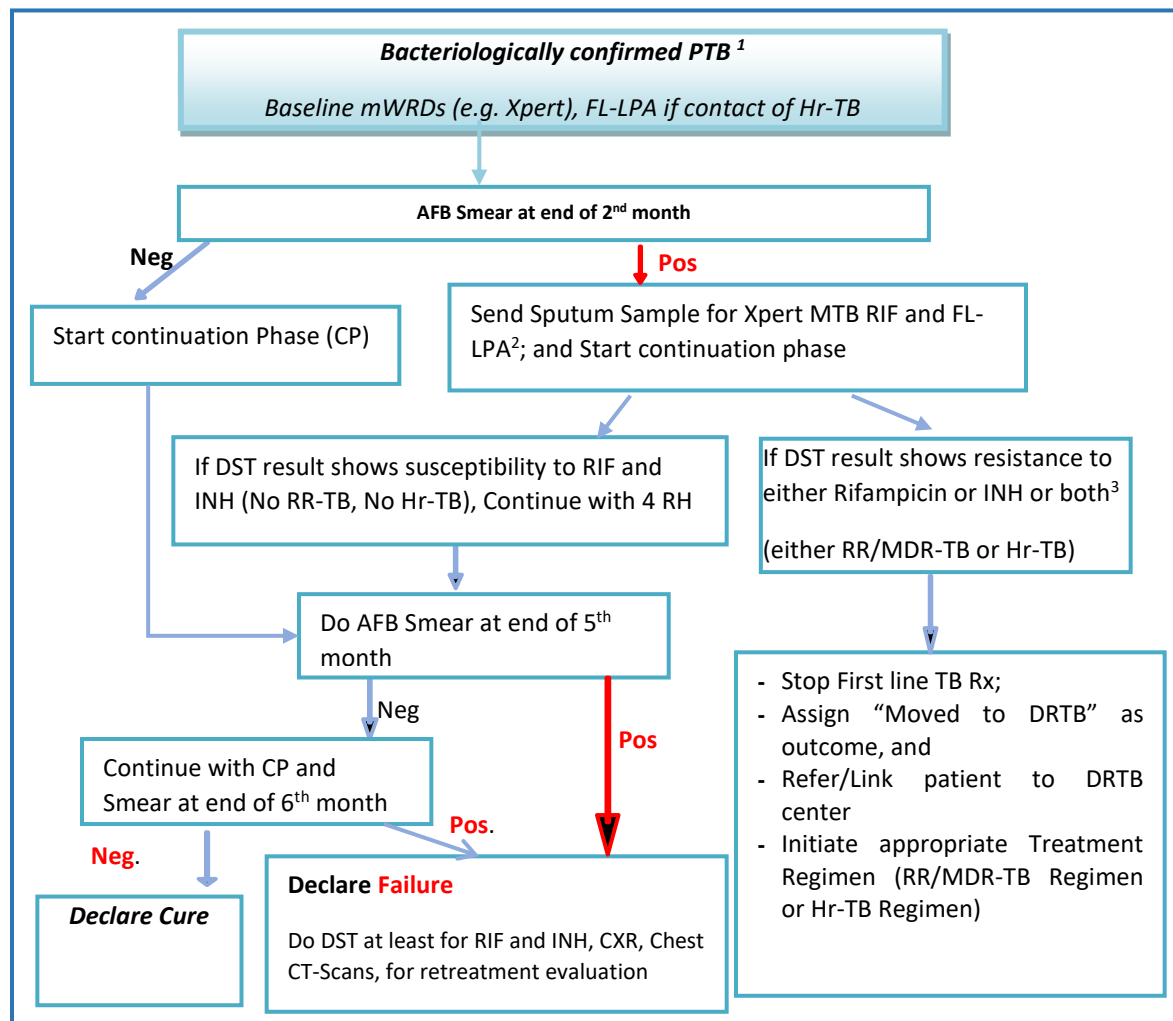 Bacteriologically confirmed PTB 1
Baseline mWRDs (e.g. Xpert), FL-LPA if contact of Hr-TB
AFB Smear at end of 2nd month
Neg
Pos
Start continuation Phase (CP)
Send Sputum Sample for Xpert MTB RIF and FL-
LPA2; and Start continuation phase
If DST result shows susceptibility to RIF and
INH (No RR-TB, No Hr-TB), Continue with 4 RH
If DST result shows resistance to
either Rifampicin or INH or both3
(either RR/MDR-TB or Hr-TB)
Do AFB Smear at end of 5th
month
Neg
Pos
Continue with CP and
Smear at end of 6th month
Neg.
Pos.
Declare Cure
Declare Failure
Do DST at least for RIF and INH, CXR, Chest
CT-Scans, for retreatment evaluation
- Stop First line TB Rx;
- Assign “Moved to DRTB” as
outcome, and
- Refer/Link patient to DRTB
center
- Initiate appropriate Treatment
Regimen (RR/MDR-TB Regimen
or Hr-TB Regimen)